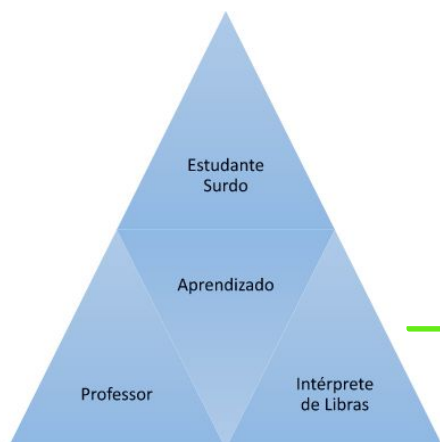 Estudante
Surdo
Aprendizado
Professor
Intérprete
de Libras